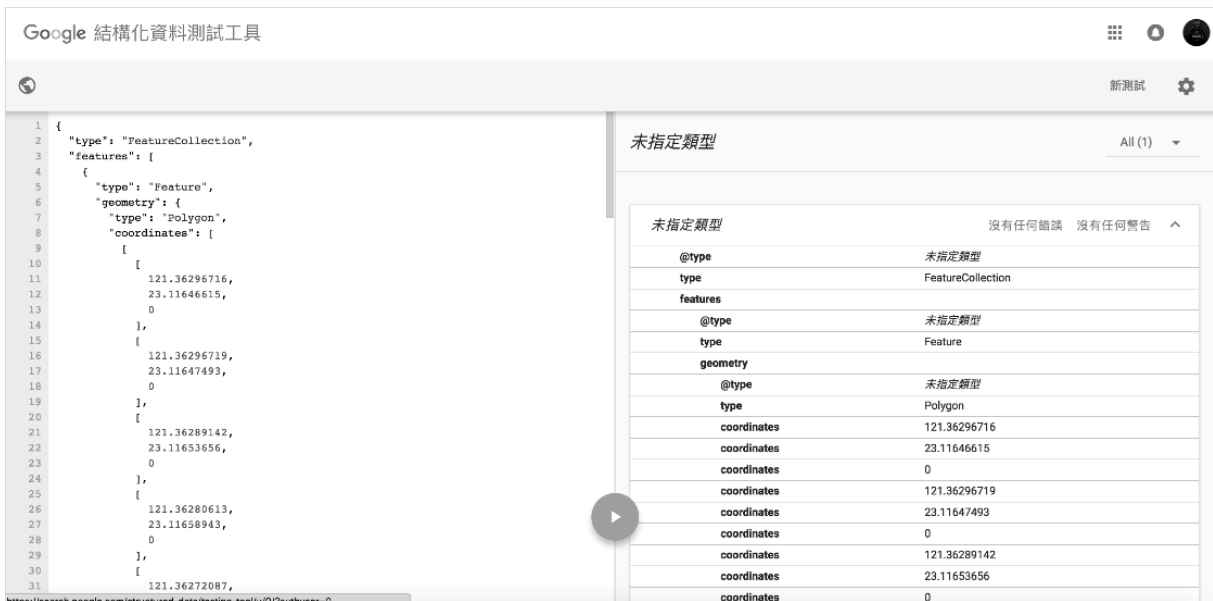 Google 結構化資料測試工具
新測試
1 {
2 "type": "FeatureCollection",
3 "features": [
4 {
5 "type": "Feature",
6 "geometry": {
7 "type": "Polygon",
8 "coordinates": [
9 [
10 [
11 121.36296716,
12 23.11646615,
13 0
14 ],
15 [
16 121.36296719,
17 23.11647493,
18 0
19 ],
20 [
21 121.36289142,
22 23.11653656,
23 0
24 ],
25 [
26 121.36280613,
27 23.11658943,
28 0
29 ],
30 [
31 121.36272087,
未指定類型
All (1)
未指定類型 沒有任何錯誤 沒有任何警告
@type 未指定類型
type FeatureCollection
features
@type 未指定類型
type Feature
geometry
@type 未指定類型
type Polygon
coordinates 121.36296716
coordinates 23.11646615
coordinates 0
coordinates 121.36296719
coordinates 23.11647493
coordinates 0
coordinates 121.36289142
coordinates 23.11653656
coordinates 0